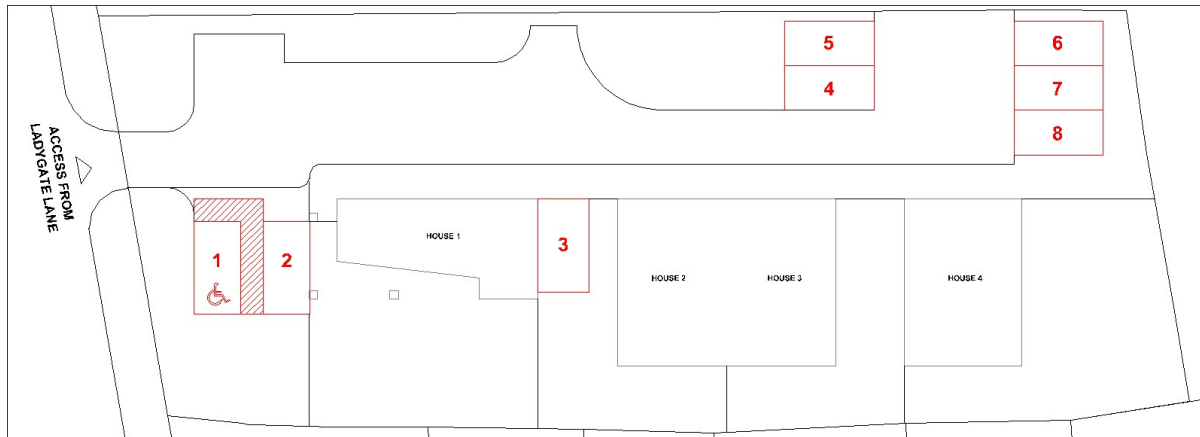 5
6
4
7
8
ACCESS FROM
LADYGATE LANE
1
2
HOUSE 1
3
HOUSE 2
HOUSE 3
HOUSE 4